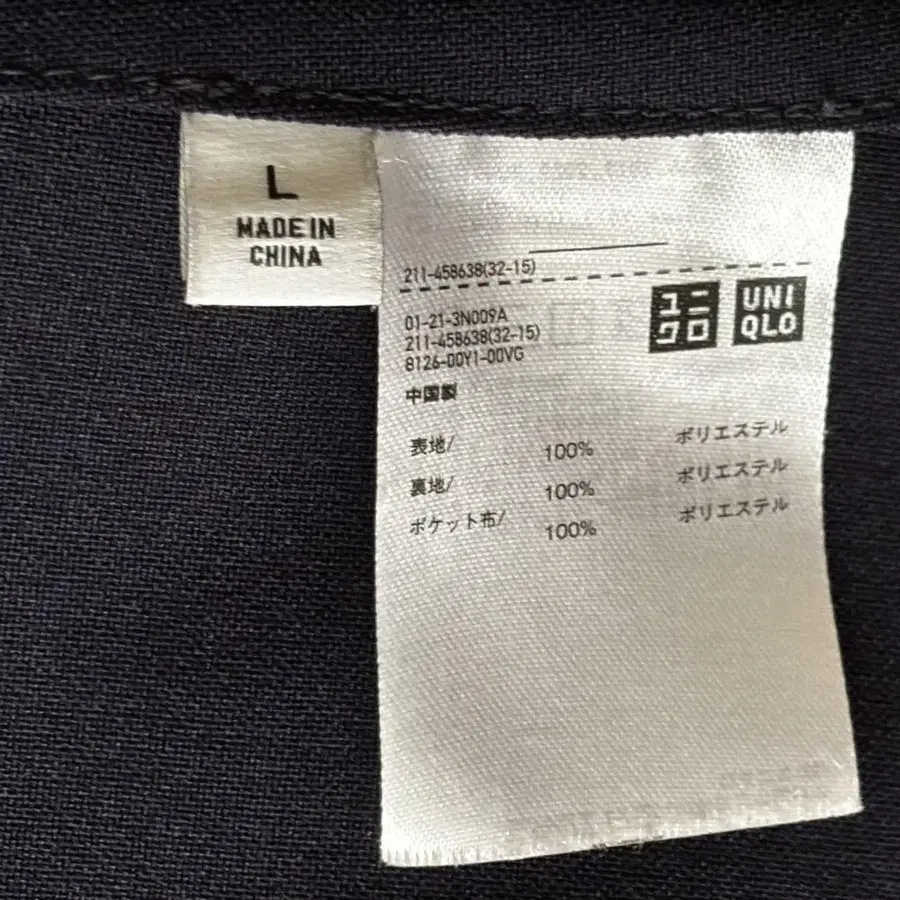 L
MADE IN
CHINA
211-458638(32-15)
ユニ
クロ
UNI
QLO
01-21-3N009A
211-458638(32-15)
8126-00Y1-00VG
中国製
表地/ 100% ポリエステル
裏地/ 100% ポリエステル
ポケット布/ 100% ポリエステル